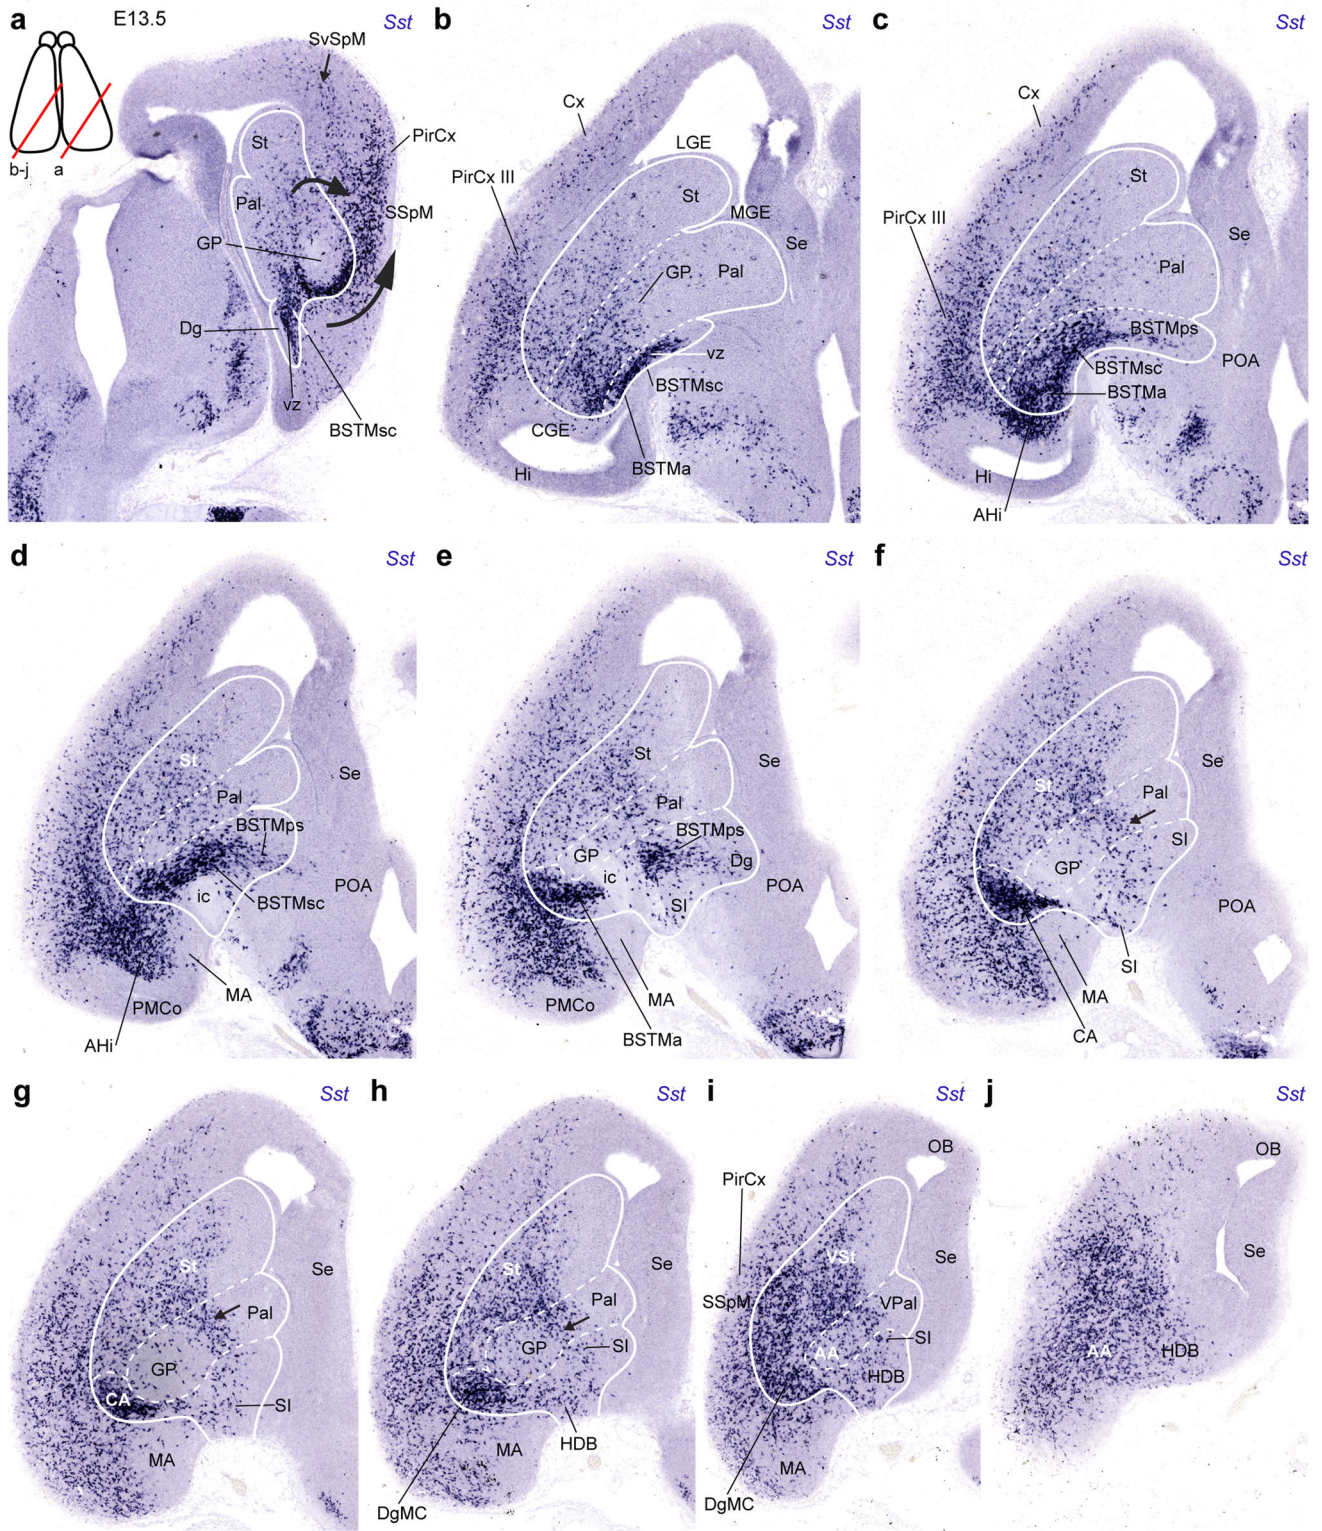 a
E13.5
Sst
SvSpM
St
PirCx
Pal
SSpM
GP
b-j
a
Dg
vz
BSTMsc
b
Sst
Cx
LGE
PirCx III
St
MGE
Se
GP
Pal
vz
BSTMsc
CGE
Hi
BSTMa
c
Sst
Cx
St
PirCx III
Se
Pal
BSTMps
POA
BSTMsc
BSTMa
Hi
AHi
d
Sst
St
Se
Pal
BSTMps
POA
ic
BSTMsc
MA
PMCo
AHi
e
Sst
St
Se
Pal
BSTMps
GP
Dg
ic
POA
SI
MA
PMCo
BSTMa
f
Sst
St
Se
Pal
SI
GP
POA
SI
MA
CA
g
Sst
St
Se
Pal
GP
CA
SI
MA
h
Sst
St
Se
Pal
GP
SI
HDB
MA
DgMC
i
Sst
OB
PirCx
VSt
Se
SSpM
VPal
SI
AA
HDB
MA
DgMC
j
Sst
OB
Se
AA
HDB